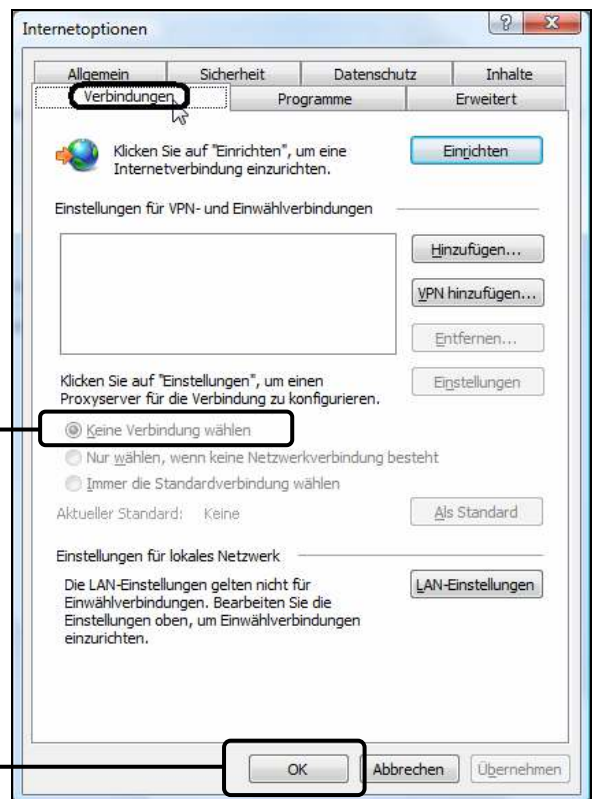 Internetoptionen
Allgemein Sicherheit Datenschutz Inhalte
Verbindungen Programme Erweitert
Klicken Sie auf "Einrichten", um eine
Internetverbindung einzurichten.
Einrichten
Einstellungen für VPN- und Einwählverbindungen
Hinzufügen...
VPN hinzufügen...
Entfernen...
Klicken Sie auf "Einstellungen", um einen
Proxyserver für die Verbindung zu konfigurieren.
Einstellungen
Keine Verbindung wählen
Nur wählen, wenn keine Netzwerkverbindung besteht
Immer die Standardverbindung wählen
Aktueller Standard: Keine
Als Standard
Einstellungen für lokales Netzwerk
Die LAN-Einstellungen gelten nicht für
Einwählverbindungen. Bearbeiten Sie die
Einstellungen oben, um Einwählverbindungen
einzurichten.
LAN-Einstellungen
OK Abbrechen Übernehmen